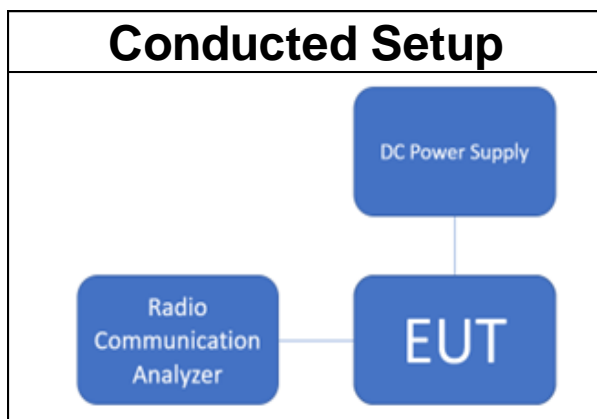 Conducted Setup
DC Power Supply
Radio
Communication
Analyzer
EUT